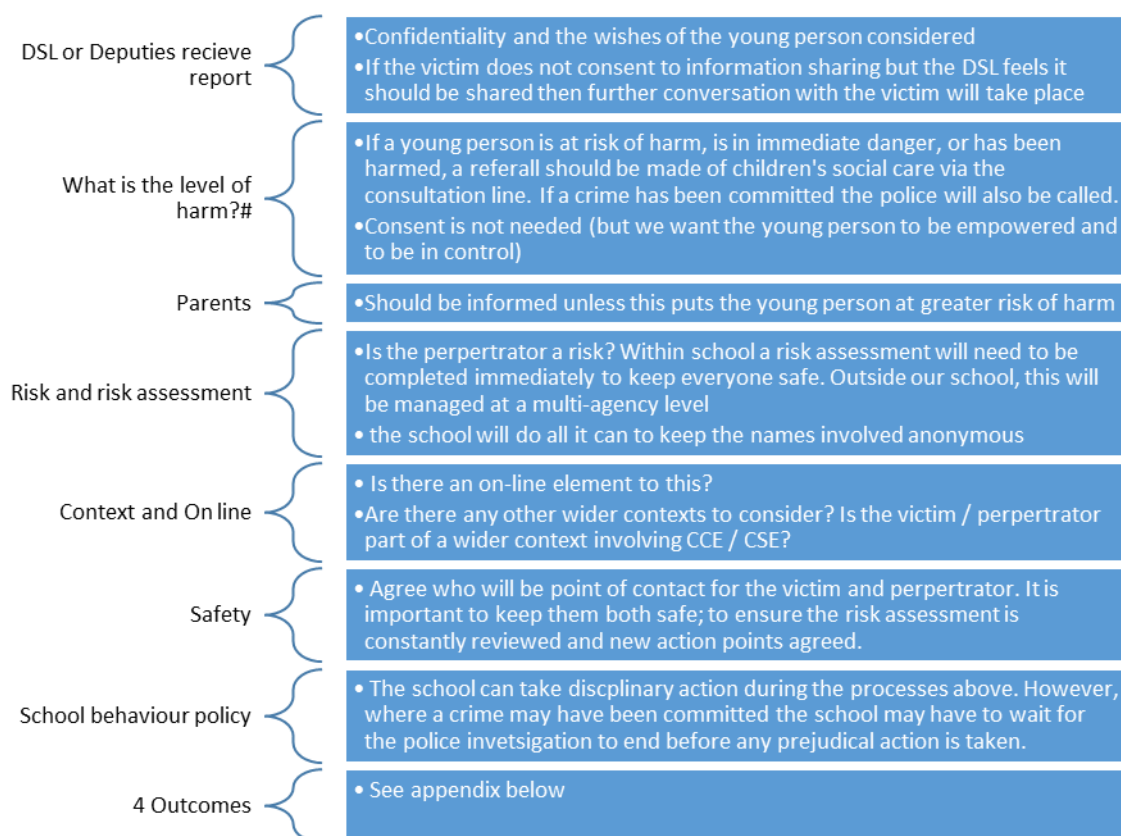 DSL or Deputies recieve
report
•Confidentiality and the wishes of the young person considered
•If the victim does not consent to information sharing but the DSL feels it
should be shared then further conversation with the victim will take place
What is the level of
harm?#
•If a young person is at risk of harm, is in immediate danger, or has been
harmed, a referall should be made of children's social care via the
consultation line. If a crime has been committed the police will also be called.
•Consent is not needed (but we want the young person to be empowered and
to be in control)
Parents
•Should be informed unless this puts the young person at greater risk of harm
Risk and risk assessment
•Is the perpertrator a risk? Within school a risk assessment will need to be
completed immediately to keep everyone safe. Outside our school, this will
be managed at a multi-agency level
• the school will do all it can to keep the names involved anonymous
Context and On line
• Is there an on-line element to this?
•Are there any other wider contexts to consider? Is the victim / perpertrator
part of a wider context involving CCE / CSE?
Safety
• Agree who will be point of contact for the victim and perpertrator. It is
important to keep them both safe; to ensure the risk assessment is
constantly reviewed and new action points agreed.
School behaviour policy
• The school can take discplinary action during the processes above. However,
where a crime may have been committed the school may have to wait for
the police invetsigation to end before any prejudical action is taken.
4 Outcomes
• See appendix below